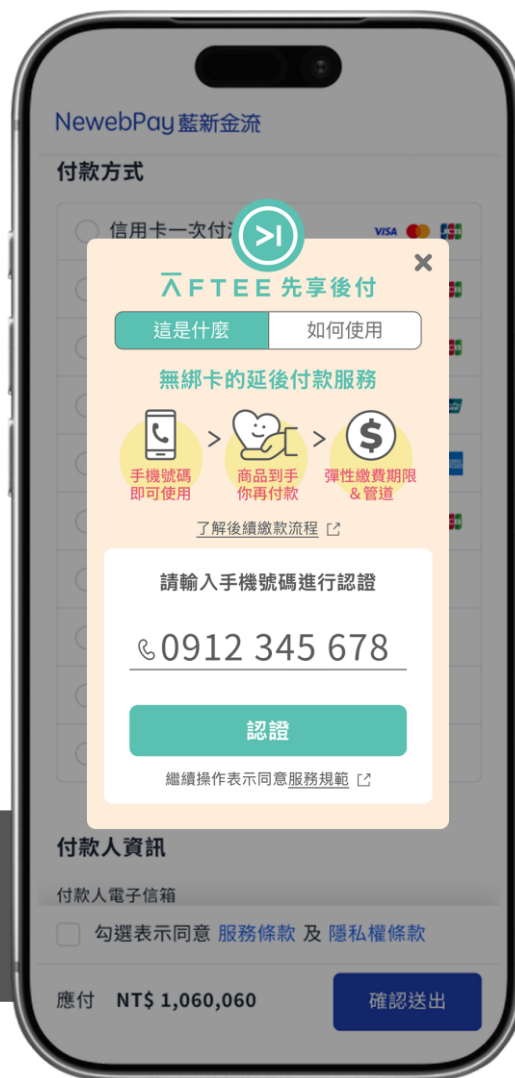 NewebPay 藍新金流
付款方式
信用卡一次付
VISA
JCB
AFTEE 先享後付
這是什麼
如何使用
無綁卡的延後付款服務
手機號碼
即可使用
商品到手
你再付款
彈性繳費期限
&管道
了解後續繳款流程
請輸入手機號碼進行認證
0912 345 678
認證
繼續操作表示同意服務規範
付款人資訊
付款人電子信箱
勾選表示同意 服務條款 及 隱私權條款
應付 NT$ 1,060,060
確認送出